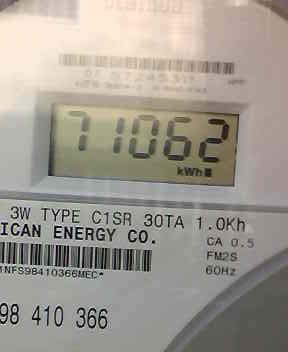 71062
kWh
3W TYPE C1SR 30TA 1.0Kh
ICAN ENERGY CO.
CA 0.5
FM2S
60Hz
NFS98410366MEC*
98 410 366